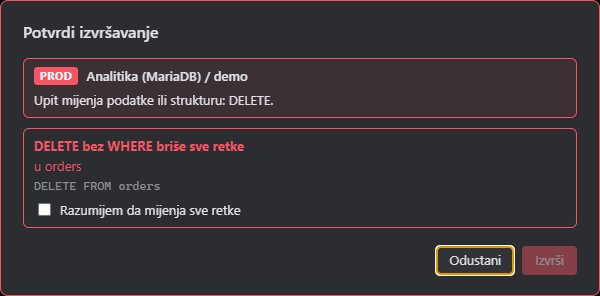 Potvrdi izvršavanje
PROD Analitika (MariaDB) / demo
Upit mijenja podatke ili strukturu: DELETE.
DELETE bez WHERE briše sve retke
u orders
DELETE FROM orders
Razumijem da mijenja sve retke
Odustani Izvrši